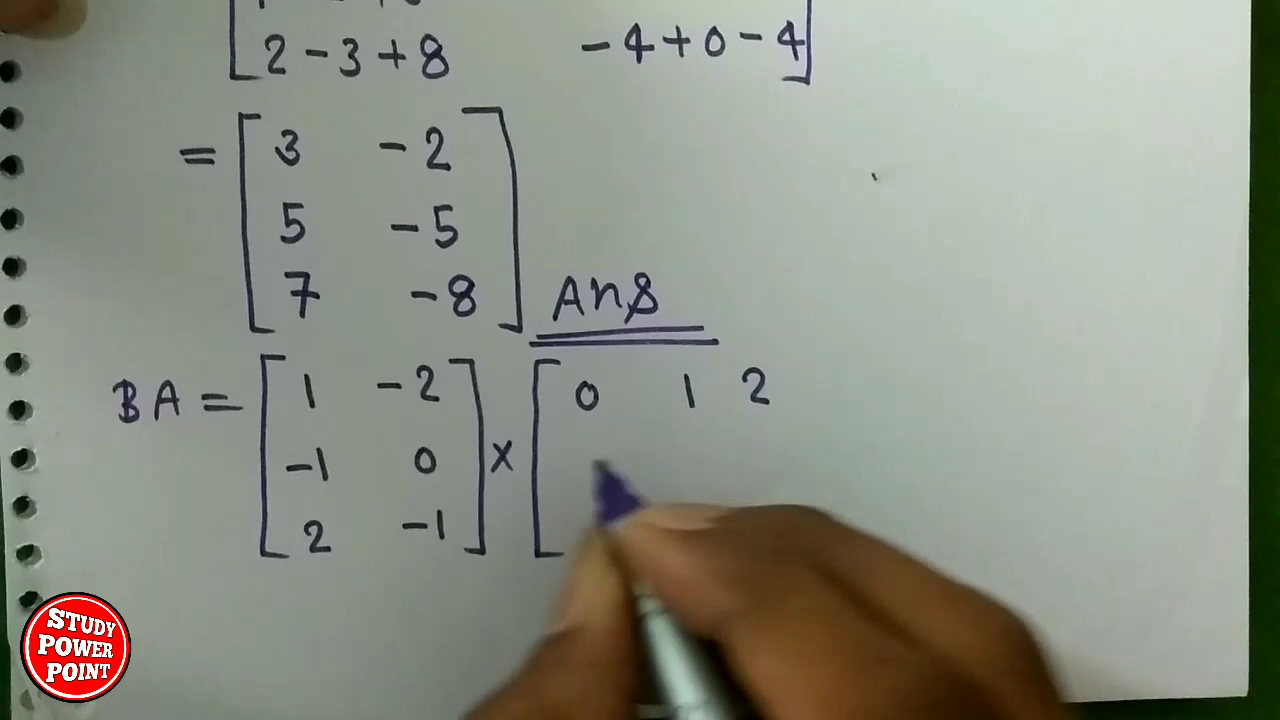 2 - 3 + 8 - 4 + 0 - 4
= 3 - 2
5 - 5
7 - 8 Ans
BA = 1 - 2 × 0 1 2
-1 0
2 -1
STUDY
POWER
POINT